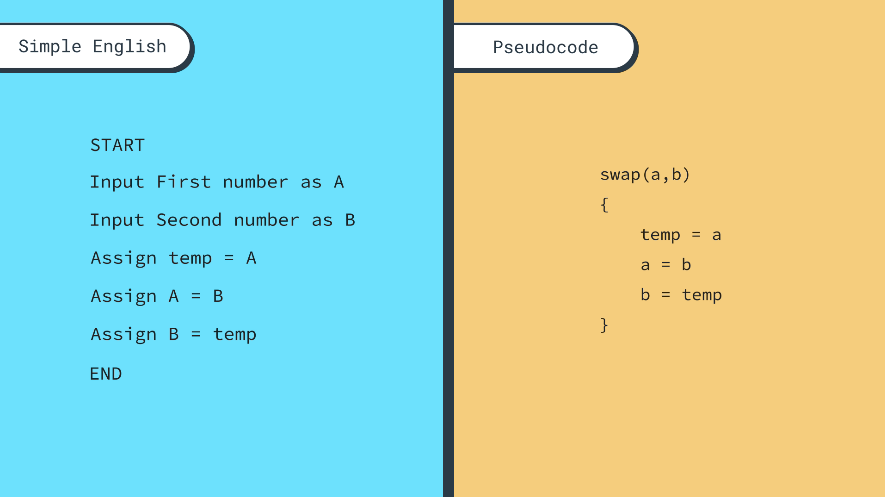 Simple English
START
Input First number as A
Input Second number as B
Assign temp = A
Assign A = B
Assign B = temp
END
Pseudocode
swap(a,b)
{
temp = a
a = b
b = temp
}